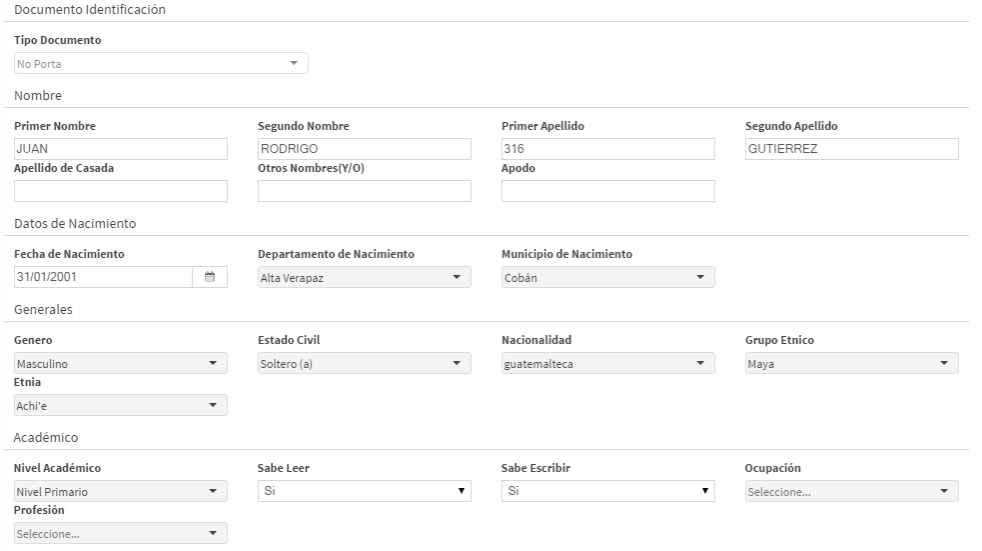 Documento Identificación
Tipo Documento
No Porta
Nombre
Primer Nombre Segundo Nombre Primer Apellido Segundo Apellido
JUAN RODRIGO 316 GUTIERREZ
Apellido de Casada Otros Nombres(Y/O) Apodo
Datos de Nacimiento
Fecha de Nacimiento Departamento de Nacimiento Municipio de Nacimiento
31/01/2001 Alta Verapaz Cobán
Generales
Genero Estado Civil Nacionalidad Grupo Etnico
Masculino Soltero (a) guatemalteca Maya
Etnia
Achi'e
Académico
Nivel Académico Sabe Leer Sabe Escribir Ocupación
Nivel Primario Si Si Seleccione...
Profesión
Seleccione...